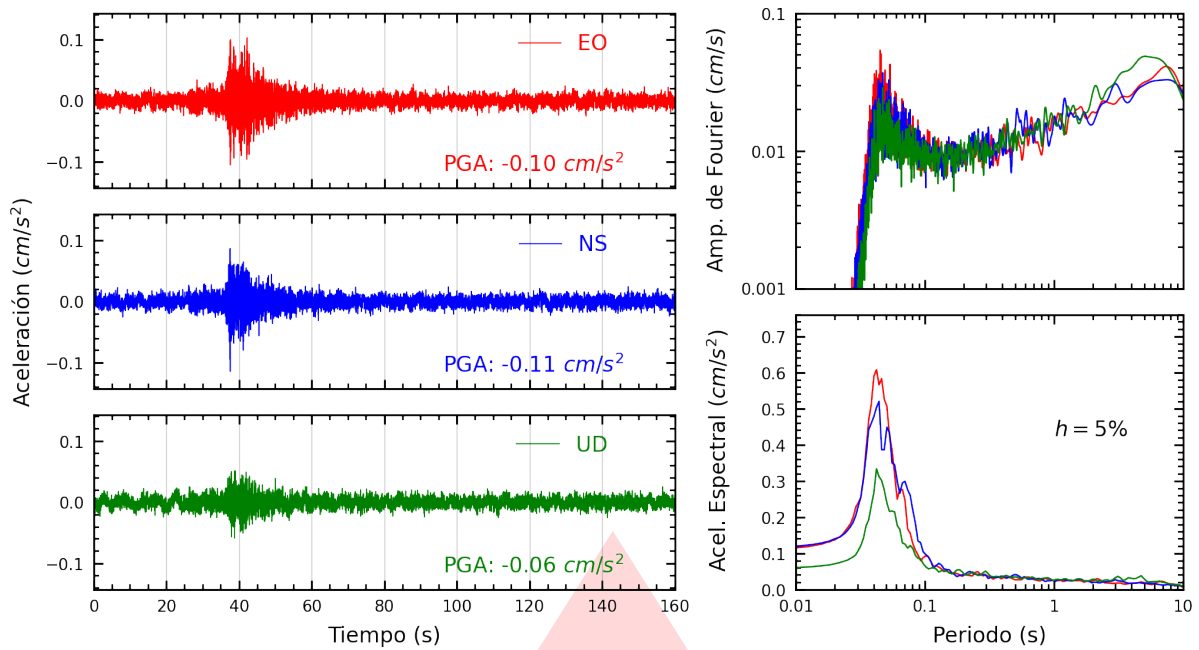 Aceleración (cm/s²)
0.1
0.0
−0.1
EO
PGA: -0.10 cm/s²
0.1
0.0
−0.1
NS
PGA: -0.11 cm/s²
0.1
0.0
−0.1
UD
PGA: -0.06 cm/s²
0 20 40 60 80 100 120 140 160
Tiempo (s)
Amp. de Fourier (cm/s)
0.1
0.01
0.001
Acel. Espectral (cm/s²)
0.7
0.6
0.5
0.4
0.3
0.2
0.1
0.0
h = 5%
0.01 0.1 1 10
Periodo (s)